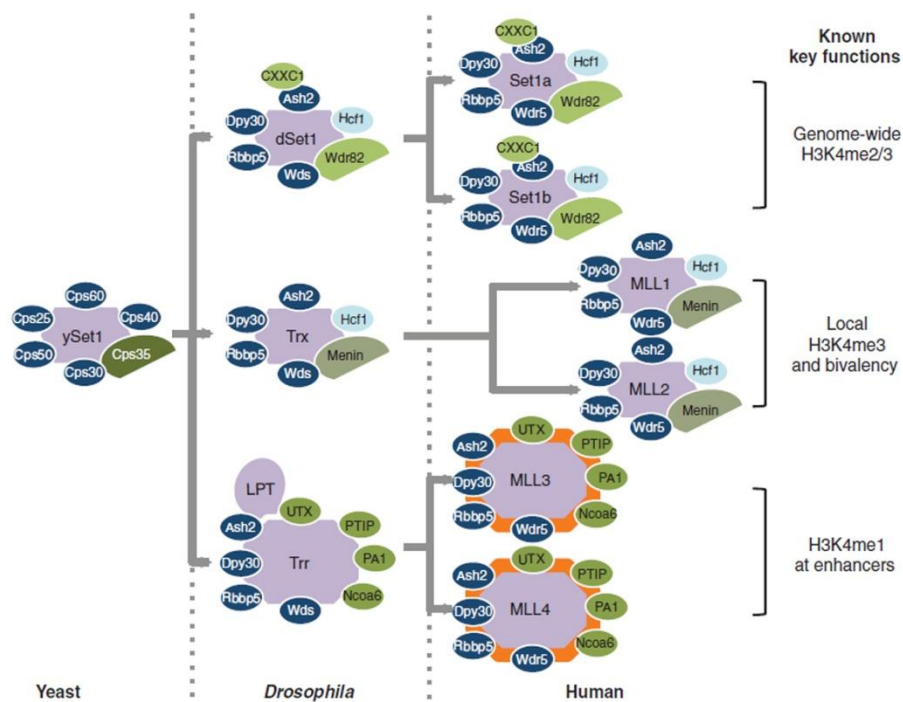 Known
key functions
CXXC1
Ash2
Dpy30
Hcf1
Set1a
Rbbp5
Wdr5
Wdr82
CXXC1
Ash2
Dpy30
Hcf1
dSet1
Rbbp5
Wdr82
Wds
Genome-wide
H3K4me2/3
CXXC1
Ash2
Dpy30
Hcf1
Set1b
Rbbp5
Wdr5
Wdr82
Cps60
Cps25
Cps40
ySet1
Cps50
Cps35
Cps30
Ash2
Dpy30
Hcf1
Trx
Rbbp5
Menin
Wds
Ash2
Dpy30
Hcf1
MLL1
Rbbp5
Menin
Wdr5
Ash2
Dpy30
Hcf1
MLL2
Rbbp5
Menin
Wdr5
Local
H3K4me3
and bivalency
LPT
UTX
Ash2
PTIP
Dpy30
Trr
PA1
Rbbp5
Ncoa6
Wds
UTX
Ash2
PTIP
Dpy30
MLL3
PA1
Rbbp5
Ncoa6
Wdr5
UTX
Ash2
PTIP
Dpy30
MLL4
PA1
Rbbp5
Ncoa6
Wdr5
H3K4me1
at enhancers
Yeast
Drosophila
Human